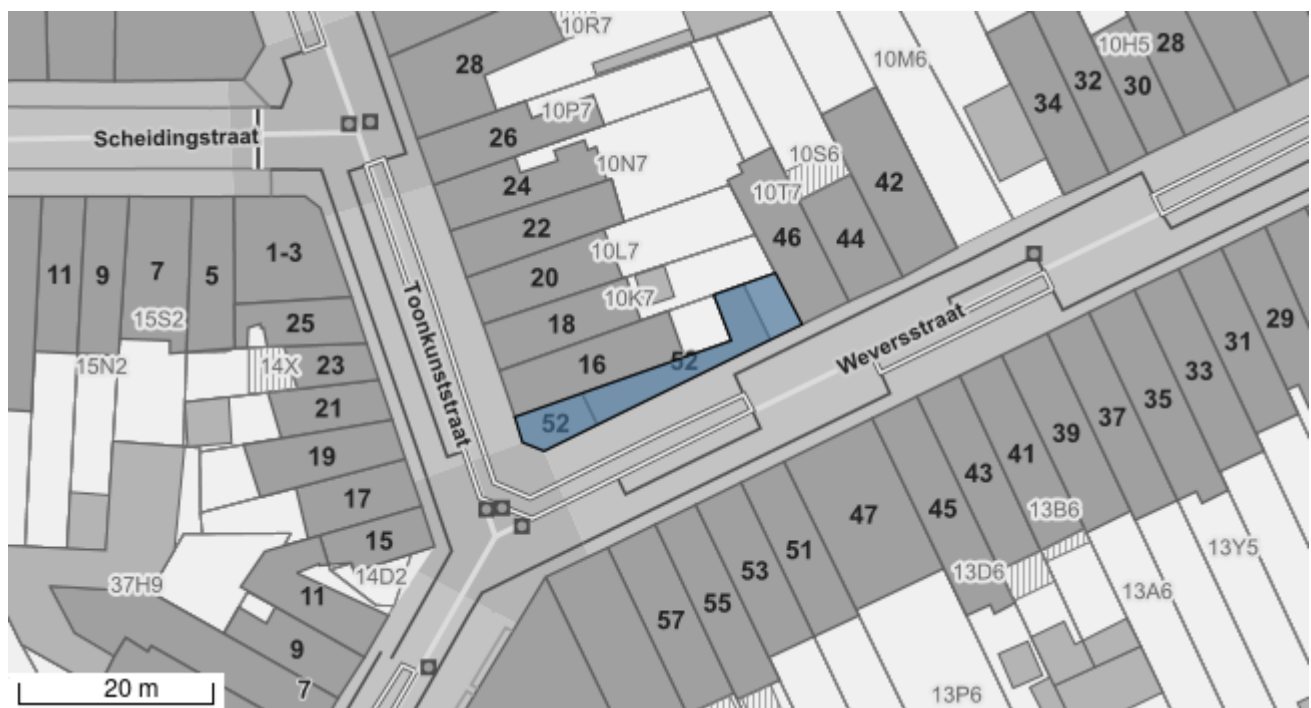 10R7
28
28
10H5
10M6
32
30
34
10P7
Scheidingstraat
26
10N7
10S6
24
10T7
42
22
46
44
1-3
10L7
11
9
7
5
20
10K7
Toonkunststraat
15S2
25
18
Weversstraat
29
31
15N2
14X
23
16
52
33
35
21
52
37
39
19
41
43
17
47
45
15
51
13B6
53
13Y5
37H9
14D2
13D6
11
55
13A6
57
9
7
20 m
13P6